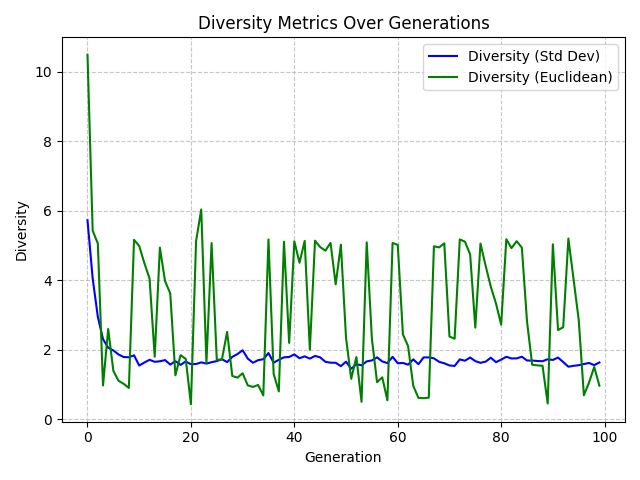 Diversity Metrics Over Generations
Diversity (Std Dev)
Diversity (Euclidean)
Diversity
10
8
6
4
2
0
0 20 40 60 80 100
Generation